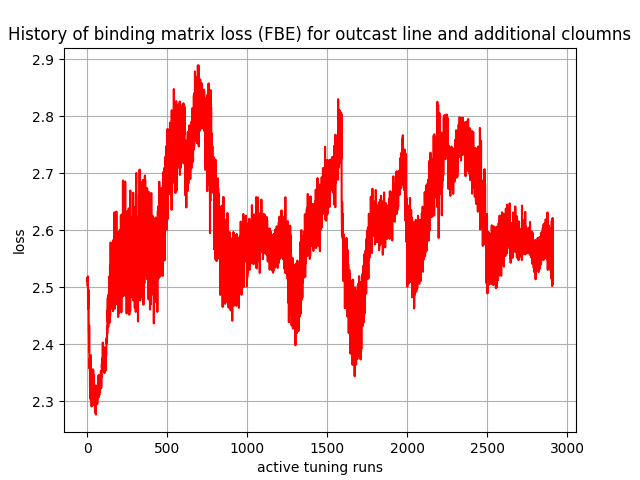 History of binding matrix loss (FBE) for outcast line and additional cloumns
2.9
2.8
2.7
2.6
2.5
2.4
2.3
loss
0 500 1000 1500 2000 2500 3000
active tuning runs